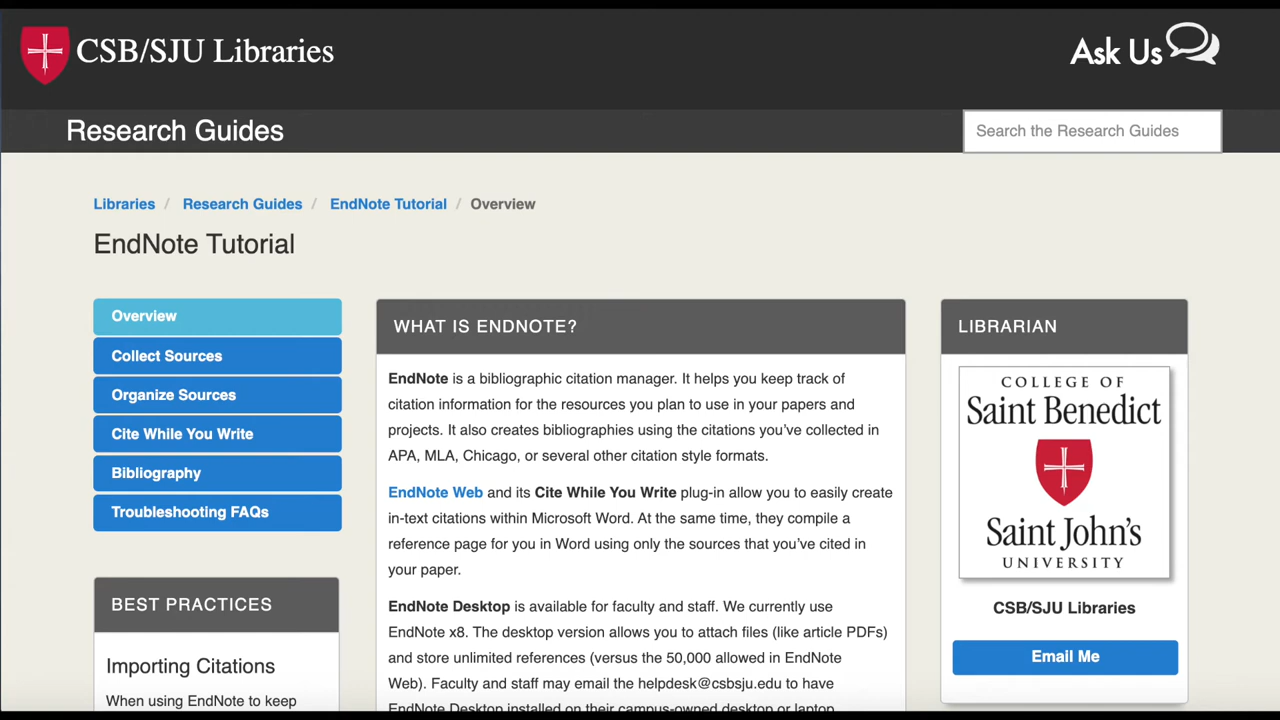 CSB/SJU Libraries
Ask Us
Research Guides
Search the Research Guides
Libraries / Research Guides / EndNote Tutorial / Overview
EndNote Tutorial
Overview
Collect Sources
Organize Sources
Cite While You Write
Bibliography
Troubleshooting FAQs
BEST PRACTICES
Importing Citations
When using EndNote to keep
WHAT IS ENDNOTE?
EndNote is a bibliographic citation manager. It helps you keep track of
citation information for the resources you plan to use in your papers and
projects. It also creates bibliographies using the citations you've collected in
APA, MLA, Chicago, or several other citation style formats.
EndNote Web and its Cite While You Write plug-in allow you to easily create
in-text citations within Microsoft Word. At the same time, they compile a
reference page for you in Word using only the sources that you've cited in
your paper.
EndNote Desktop is available for faculty and staff. We currently use
EndNote x8. The desktop version allows you to attach files (like article PDFs)
and store unlimited references (versus the 50,000 allowed in EndNote
Web). Faculty and staff may email the helpdesk@csbsju.edu to have
EndNote Desktop installed on their campus-owned desktop or laptop
LIBRARIAN
COLLEGE OF
Saint Benedict
Saint John's
UNIVERSITY
CSB/SJU Libraries
Email Me